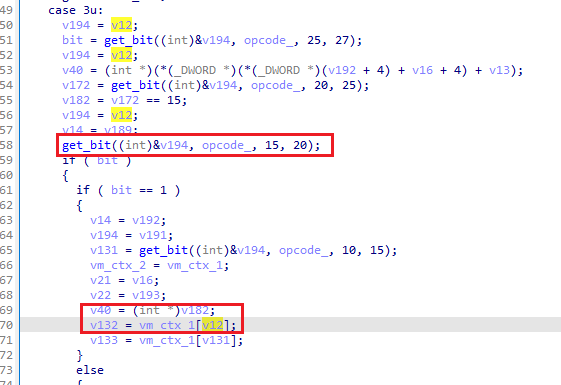 49 case 3u:
50 v194 = v12;
51 bit = get_bit((int)&v194, opcode_, 25, 27);
52 v194 = v12;
53 v40 = (int *)(*(_DWORD *)(*(_DWORD *)(v192 + 4) + v16 + 4) + v13);
54 v172 = get_bit((int)&v194, opcode_, 20, 25);
55 v182 = v172 == 15;
56 v194 = v12;
57 v14 = v189;
58 get_bit((int)&v194, opcode_, 15, 20);
59 if ( bit )
60 {
61 if ( bit == 1 )
62 {
63 v14 = v192;
64 v194 = v191;
65 v131 = get_bit((int)&v194, opcode_, 10, 15);
66 vm_ctx_2 = vm_ctx_1;
67 v21 = v16;
68 v22 = v193;
69 v40 = (int *)v182;
70 v132 = vm_ctx_1[v12];
71 v133 = vm_ctx_1[v131];
72 }
73 else
74 {